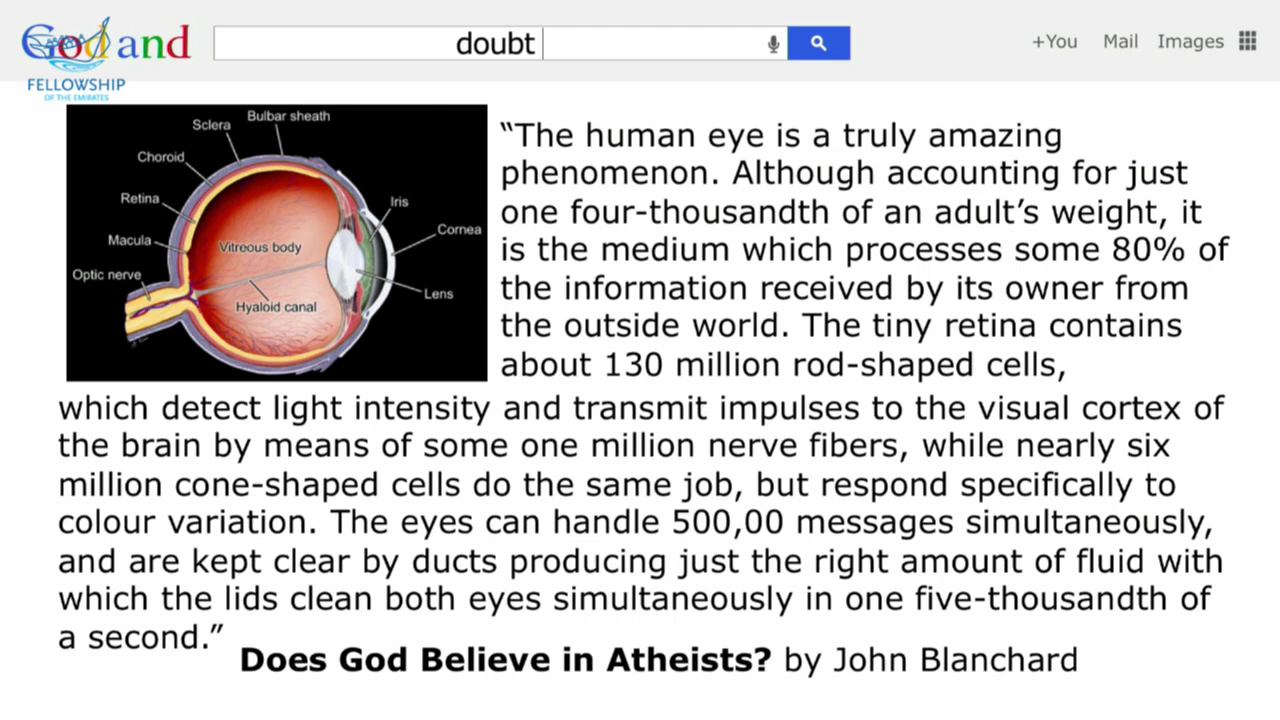 God and
doubt
+You Mail Images
FELLOWSHIP
OF THE EMIRATES
Bulbar sheath
Sclera
Choroid
Retina
Iris
Macula
Cornea
Vitreous body
Optic nerve
Lens
Hyaloid canal
“The human eye is a truly amazing
phenomenon. Although accounting for just
one four-thousandth of an adult’s weight, it
is the medium which processes some 80% of
the information received by its owner from
the outside world. The tiny retina contains
about 130 million rod-shaped cells,
which detect light intensity and transmit impulses to the visual cortex of
the brain by means of some one million nerve fibers, while nearly six
million cone-shaped cells do the same job, but respond specifically to
colour variation. The eyes can handle 500,00 messages simultaneously,
and are kept clear by ducts producing just the right amount of fluid with
which the lids clean both eyes simultaneously in one five-thousandth of
a second.”
Does God Believe in Atheists? by John Blanchard